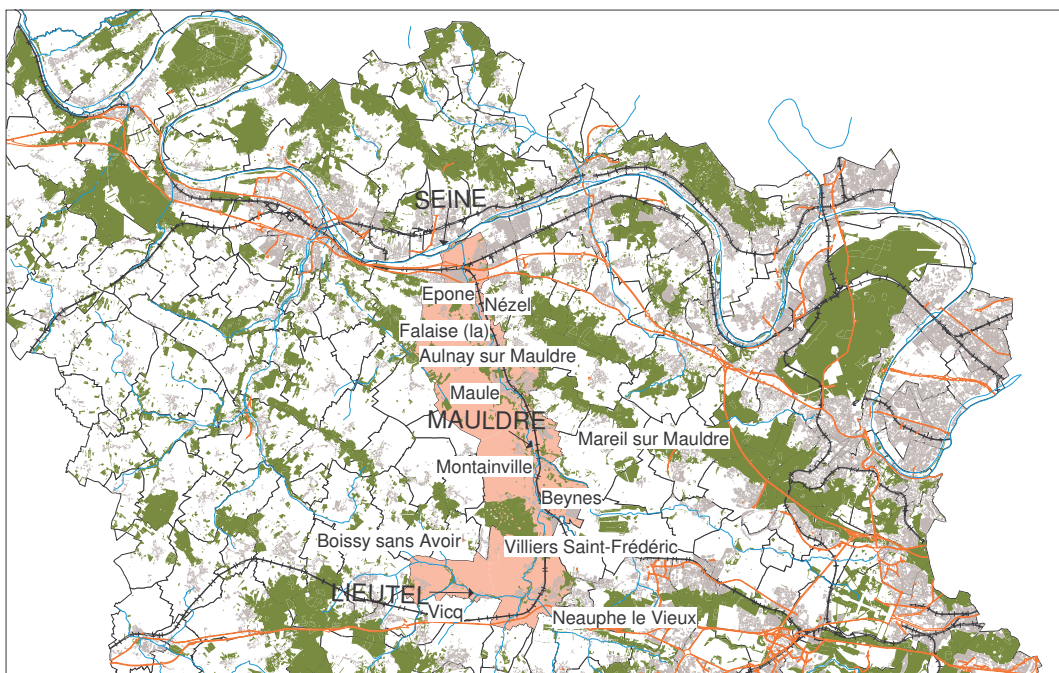 SEINE
Epone
Nézel
Falaise (la)
Aulnay sur Mauldre
Maule
MAULDRE
Mareil sur Mauldre
Montainville
Beynes
Boissy sans Avoir
Villiers Saint-Frédéric
LIEUTEL
Vicq
Neauphe le Vieux